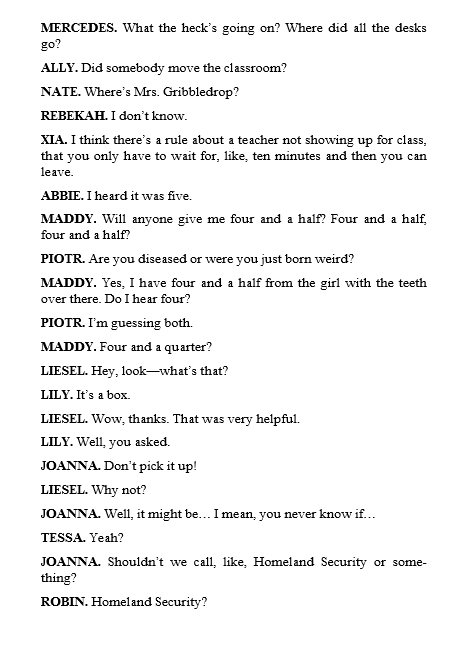 MERCEDES. What the heck's going on? Where did all the desks
go?
ALLY. Did somebody move the classroom?
NATE. Where's Mrs. Gribbledrop?
REBEKAH. I don't know.
XIA. I think there's a rule about a teacher not showing up for class,
that you only have to wait for, like, ten minutes and then you can
leave.
ABBIE. I heard it was five.
MADDY. Will anyone give me four and a half? Four and a half,
four and a half?
PIOTR. Are you diseased or were you just born weird?
MADDY. Yes, I have four and a half from the girl with the teeth
over there. Do I hear four?
PIOTR. I'm guessing both.
MADDY. Four and a quarter?
LIESEL. Hey, look—what's that?
LILY. It's a box.
LIESEL. Wow, thanks. That was very helpful.
LILY. Well, you asked.
JOANNA. Don't pick it up!
LIESEL. Why not?
JOANNA. Well, it might be… I mean, you never know if…
TESSA. Yeah?
JOANNA. Shouldn't we call, like, Homeland Security or some-
thing?
ROBIN. Homeland Security?